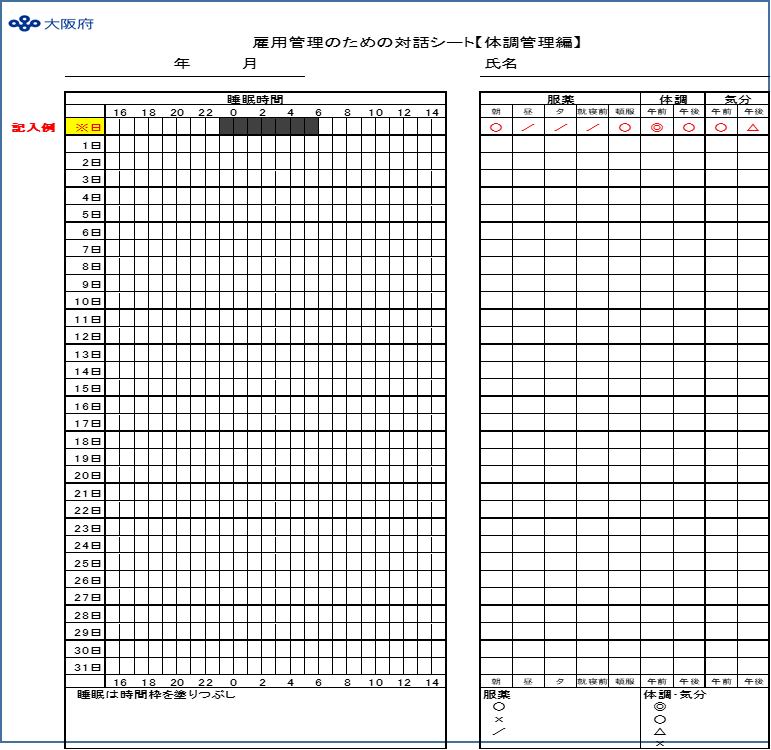 大阪府
雇用管理のための対話シート【体調管理編】
年 月 氏名
睡眠時間 服薬 体調 気分
16 18 20 22 0 2 4 6 8 10 12 14 朝 昼 夕 就寝前 頓服 午前 午後 午前 午後
記入例 ※日 ○ ／ ／ ／ ○ ◎ ○ ○ △
1日
2日
3日
4日
5日
6日
7日
8日
9日
10日
11日
12日
13日
14日
15日
16日
17日
18日
19日
20日
21日
22日
23日
24日
25日
26日
27日
28日
29日
30日
31日
16 18 20 22 0 2 4 6 8 10 12 14 朝 昼 夕 就寝前 頓服 午前 午後 午前 午後
睡眠は時間枠を塗りつぶし 服薬 体調・気分
○ ◎
× ○
／ △
×